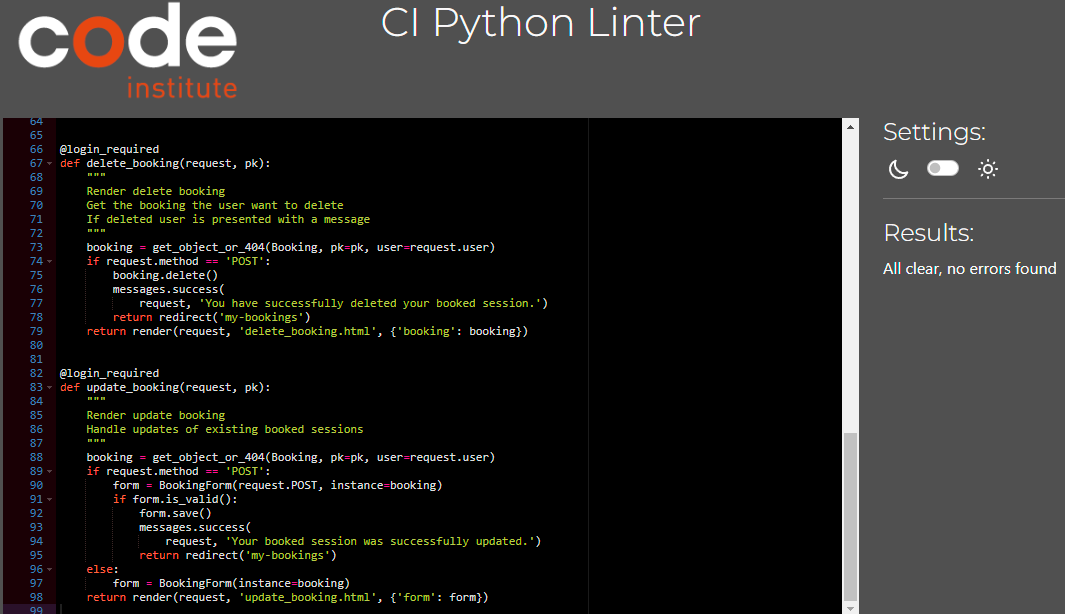 code
institute
CI Python Linter
64
65
66 @login_required
67 def delete_booking(request, pk):
68     """
69     Render delete booking
70     Get the booking the user want to delete
71     If deleted user is presented with a message
72     """
73     booking = get_object_or_404(Booking, pk=pk, user=request.user)
74     if request.method == 'POST':
75         booking.delete()
76         messages.success(
77             request, 'You have successfully deleted your booked session.')
78         return redirect('my-bookings')
79     return render(request, 'delete_booking.html', {'booking': booking})
80
81
82 @login_required
83 def update_booking(request, pk):
84     """
85     Render update booking
86     Handle updates of existing booked sessions
87     """
88     booking = get_object_or_404(Booking, pk=pk, user=request.user)
89     if request.method == 'POST':
90         form = BookingForm(request.POST, instance=booking)
91         if form.is_valid():
92             form.save()
93             messages.success(
94                 request, 'Your booked session was successfully updated.')
95             return redirect('my-bookings')
96     else:
97         form = BookingForm(instance=booking)
98     return render(request, 'update_booking.html', {'form': form})
99
Settings:
Results:
All clear, no errors found